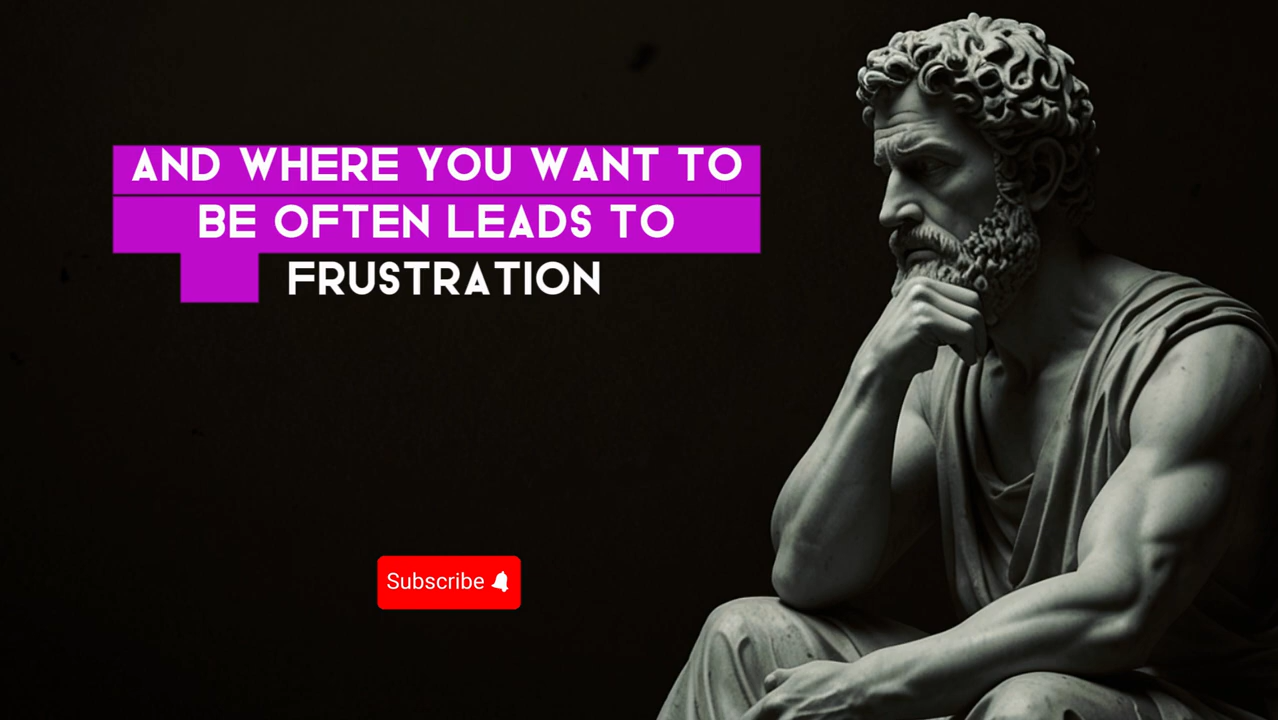 AND WHERE YOU WANT TO
BE OFTEN LEADS TO
FRUSTRATION
Subscribe